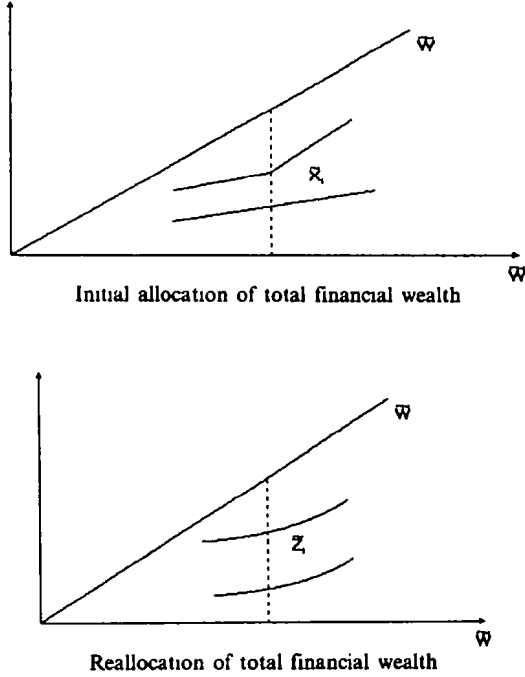 W̃
X̃ᵢ
W̃
Initial allocation of total financial wealth
W̃
Z̃ᵢ
W̃
Reallocation of total financial wealth